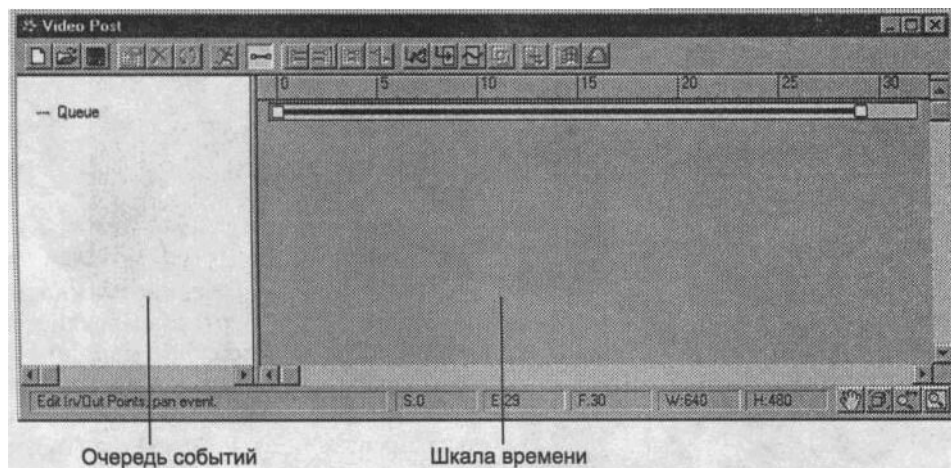 Video Post
0 5 10 15 20 25 30
Queue
Edit In/Out Points, pan event. S:0 E:29 F:30 W:640 H:480
Очередь событий Шкала времени